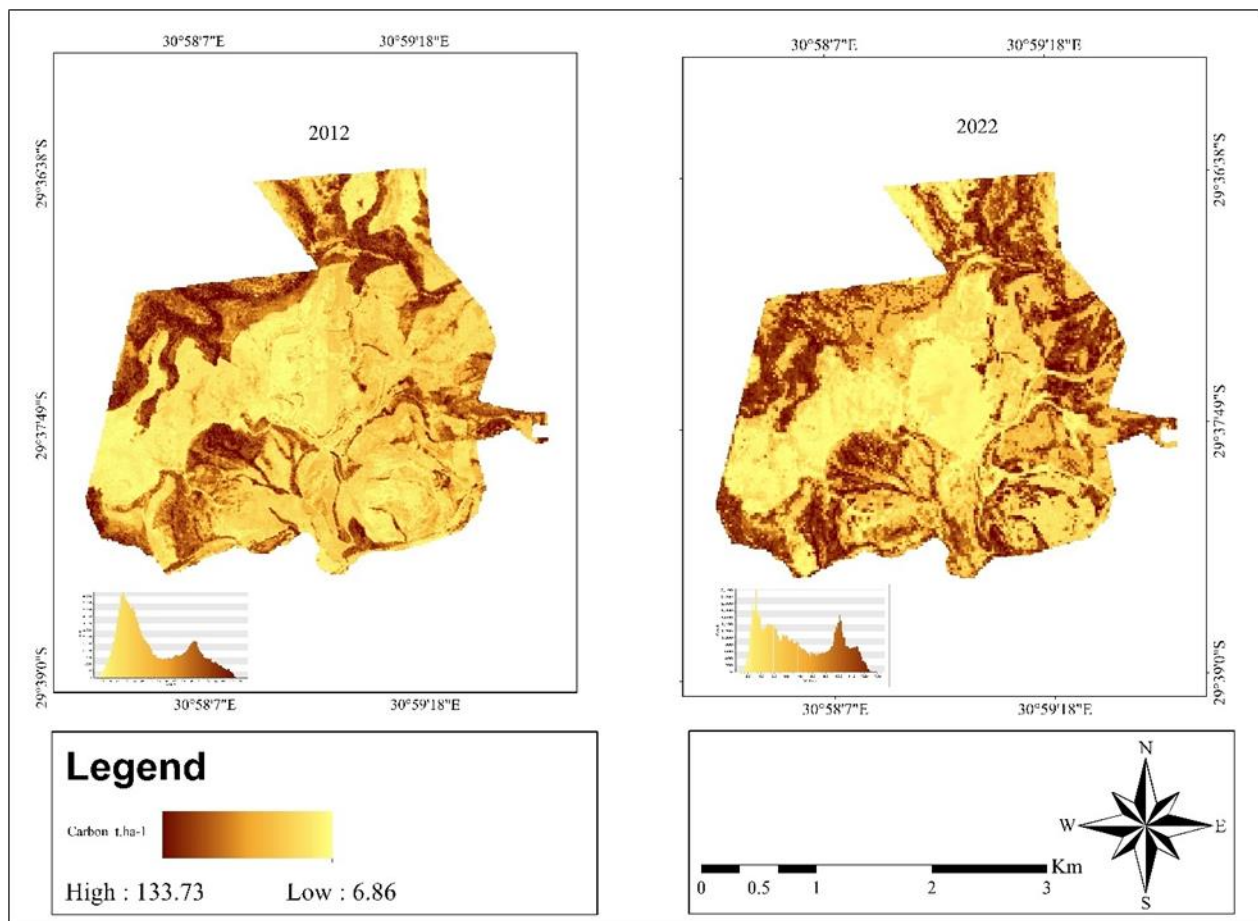 30°58'7"E 30°59'18"E 30°58'7"E 30°59'18"E
2012 2022
29°36'38"S 29°36'38"S
29°37'49"S 29°37'49"S
29°39'0"S 29°39'0"S
30°58'7"E 30°59'18"E 30°58'7"E 30°59'18"E
Legend
Carbon t.ha-1
High : 133.73 Low : 6.86
N
W E
S
Km
0 0.5 1 2 3